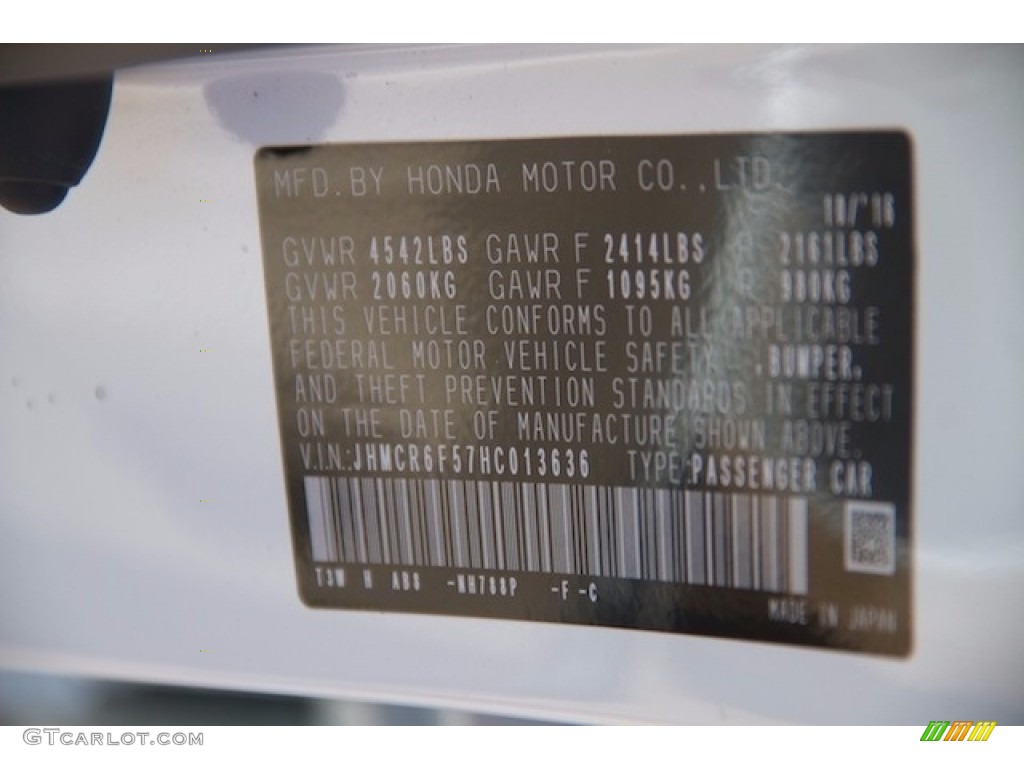 MFD. BY HONDA MOTOR CO., LTD.
10/'16
GVWR 4542LBS GAWR F 2414LBS R 2161LBS
GVWR 2060KG GAWR F 1095KG R 980KG
THIS VEHICLE CONFORMS TO ALL APPLICABLE
FEDERAL MOTOR VEHICLE SAFETY, BUMPER,
AND THEFT PREVENTION STANDARDS IN EFFECT
ON THE DATE OF MANUFACTURE SHOWN ABOVE.
V.I.N.:JHMCR6F57HC013636 TYPE:PASSENGER CAR
T3W H AB8 -NH788P -F -C
MADE IN JAPAN
GTCARLOT.COM